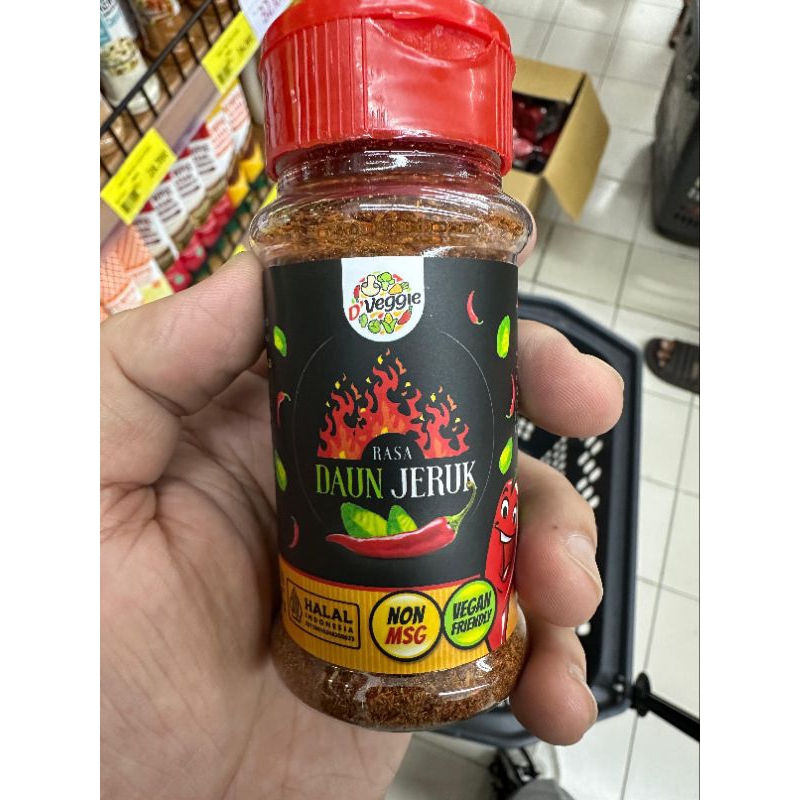 D'Veggie
RASA
DAUN JERUK
HALAL
INDONESIA
NON
MSG
VEGAN
FRIENDLY